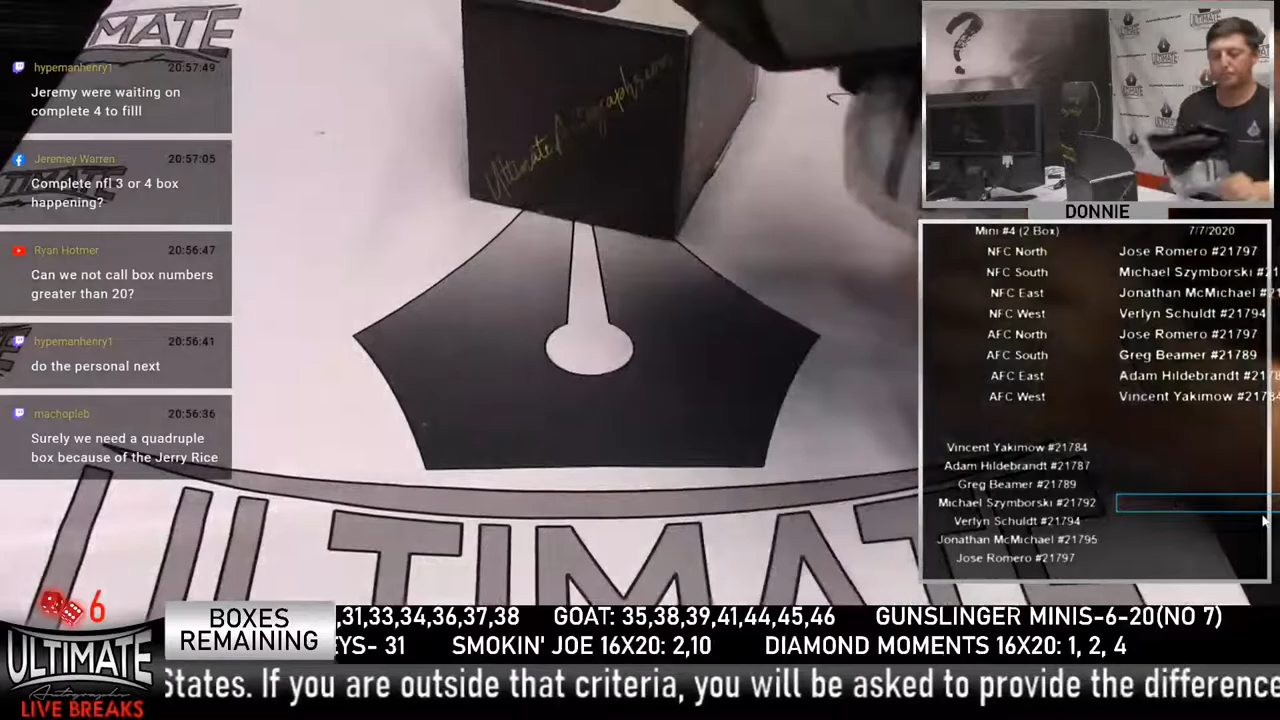 MATE
hypemanhenry1 20:57:49
Jeremy were waiting on
complete 4 to filll
Jeremey Warren 20:57:05
Complete nfl 3 or 4 box
happening?
Ryan Hotmer 20:56:47
Can we not call box numbers
greater than 20?
hypemanhenry1 20:56:41
do the personal next
machopleb 20:56:36
Surely we need a quadruple
box because of the Jerry Rice
UltimateAutographs.com
?
ULTIMATE
DONNIE
Mini #4 (2 Box) 7/7/2020
NFC North Jose Romero #21797
NFC South Michael Szymborski #21
NFC East Jonathan McMichael #21
NFC West Verlyn Schuldt #21794
AFC North Jose Romero #21797
AFC South Greg Beamer #21789
AFC East Adam Hildebrandt #2178
AFC West Vincent Yakimow #21784
Vincent Yakimow #21784
Adam Hildebrandt #21787
Greg Beamer #21789
Michael Szymborski #21792
Verlyn Schuldt #21794
Jonathan McMichael #21795
Jose Romero #21797
ULTIMATE
6
ULTIMATE
Autographs
LIVE BREAKS
BOXES
REMAINING
,31,33,34,36,37,38 GOAT: 35,38,39,41,44,45,46 GUNSLINGER MINIS-6-20(NO 7)
EYS- 31 SMOKIN' JOE 16X20: 2,10 DIAMOND MOMENTS 16X20: 1, 2, 4
States. If you are outside that criteria, you will be asked to provide the difference